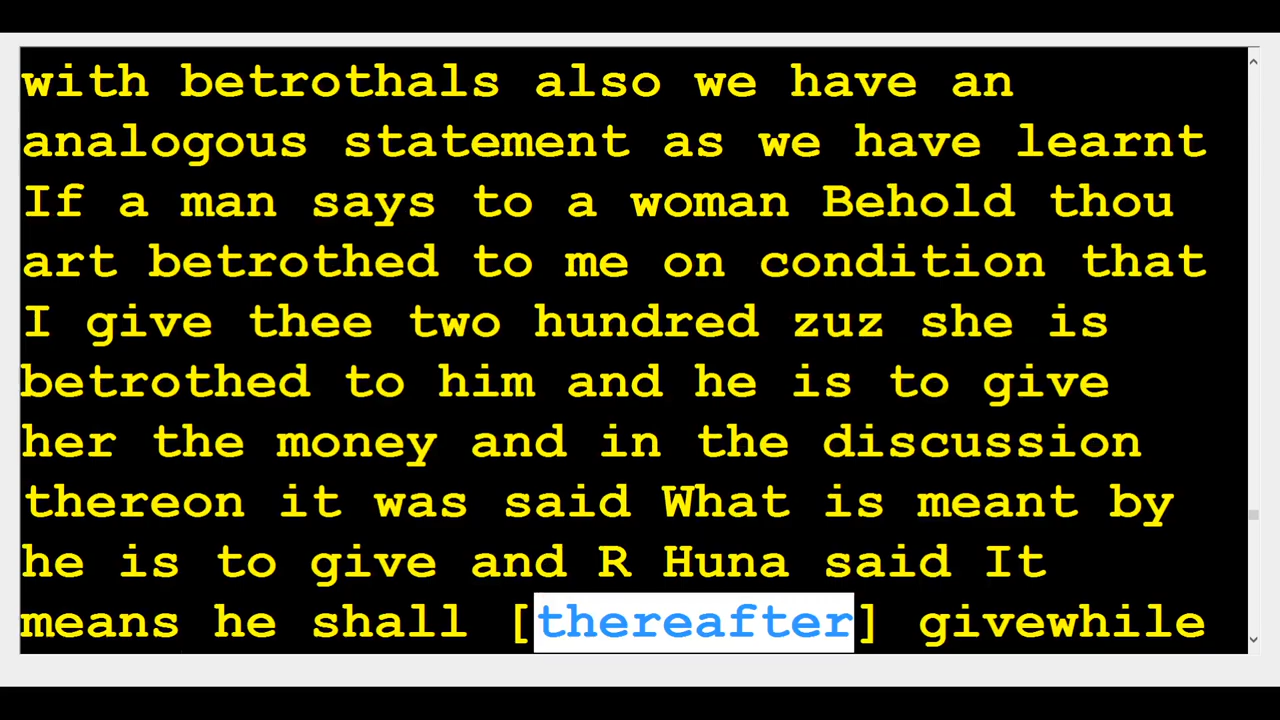 with betrothals also we have an
analogous statement as we have learnt
If a man says to a woman Behold thou
art betrothed to me on condition that
I give thee two hundred zuz she is
betrothed to him and he is to give
her the money and in the discussion
thereon it was said What is meant by
he is to give and R Huna said It
means he shall [thereafter] givewhile